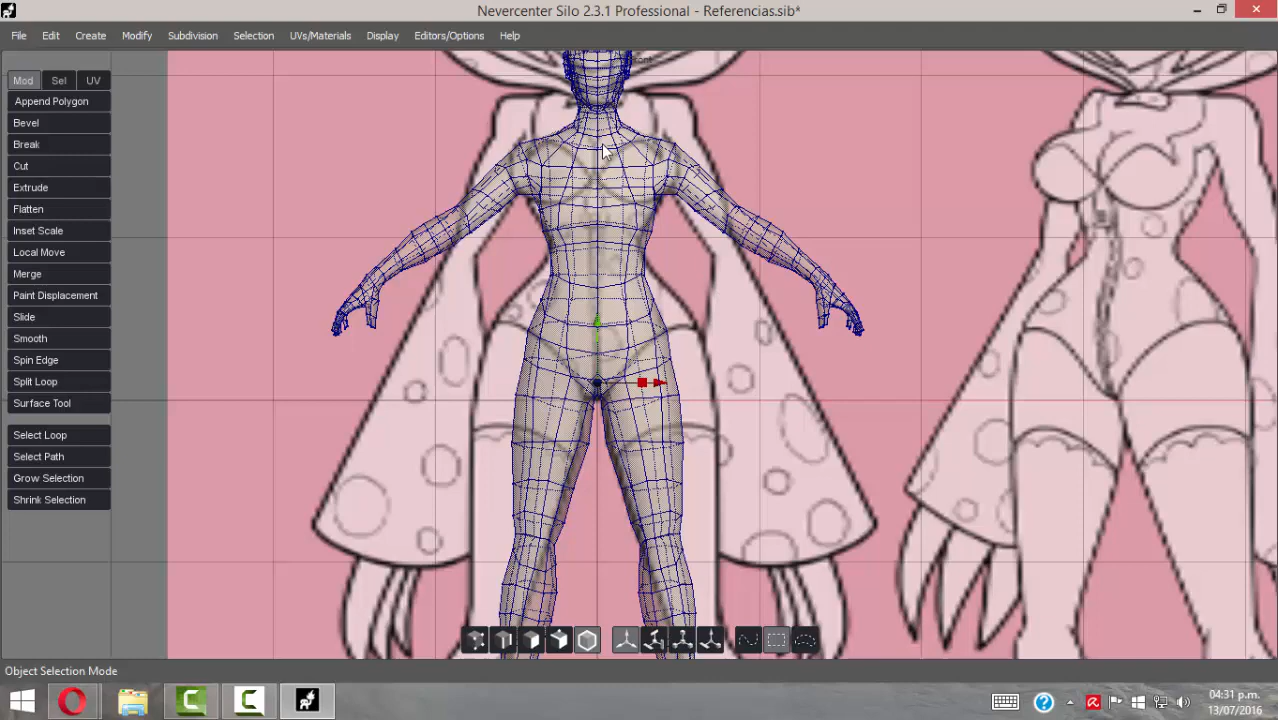 Nevercenter Silo 2.3.1 Professional - Referencias.sib*
File Edit Create Modify Subdivision Selection UVs/Materials Display Editors/Options Help
Mod Sel UV
Append Polygon
Bevel
Break
Cut
Extrude
Flatten
Inset Scale
Local Move
Merge
Paint Displacement
Slide
Smooth
Spin Edge
Split Loop
Surface Tool
Select Loop
Select Path
Grow Selection
Shrink Selection
Object Selection Mode
04:31 p.m.
13/07/2016